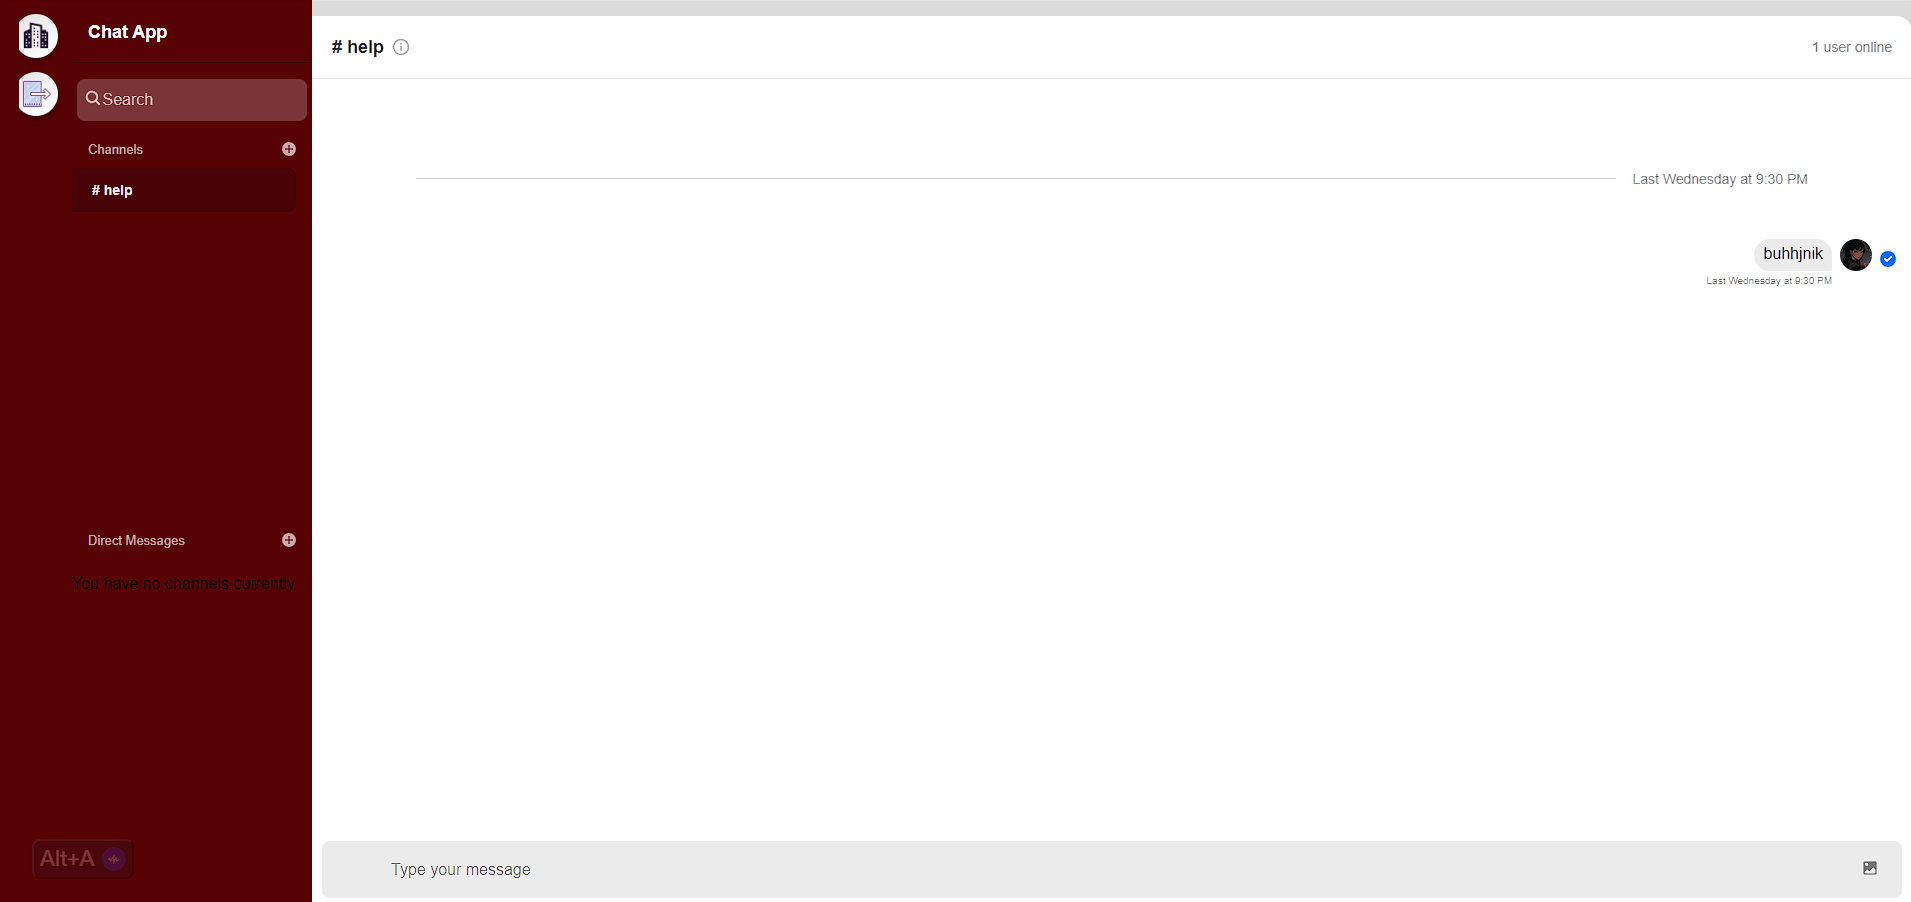 Chat App
Search
Channels
# help
Direct Messages
You have no channels currently
Alt+A
# help
1 user online
Last Wednesday at 9:30 PM
buhhjnik
Last Wednesday at 9:30 PM
Type your message